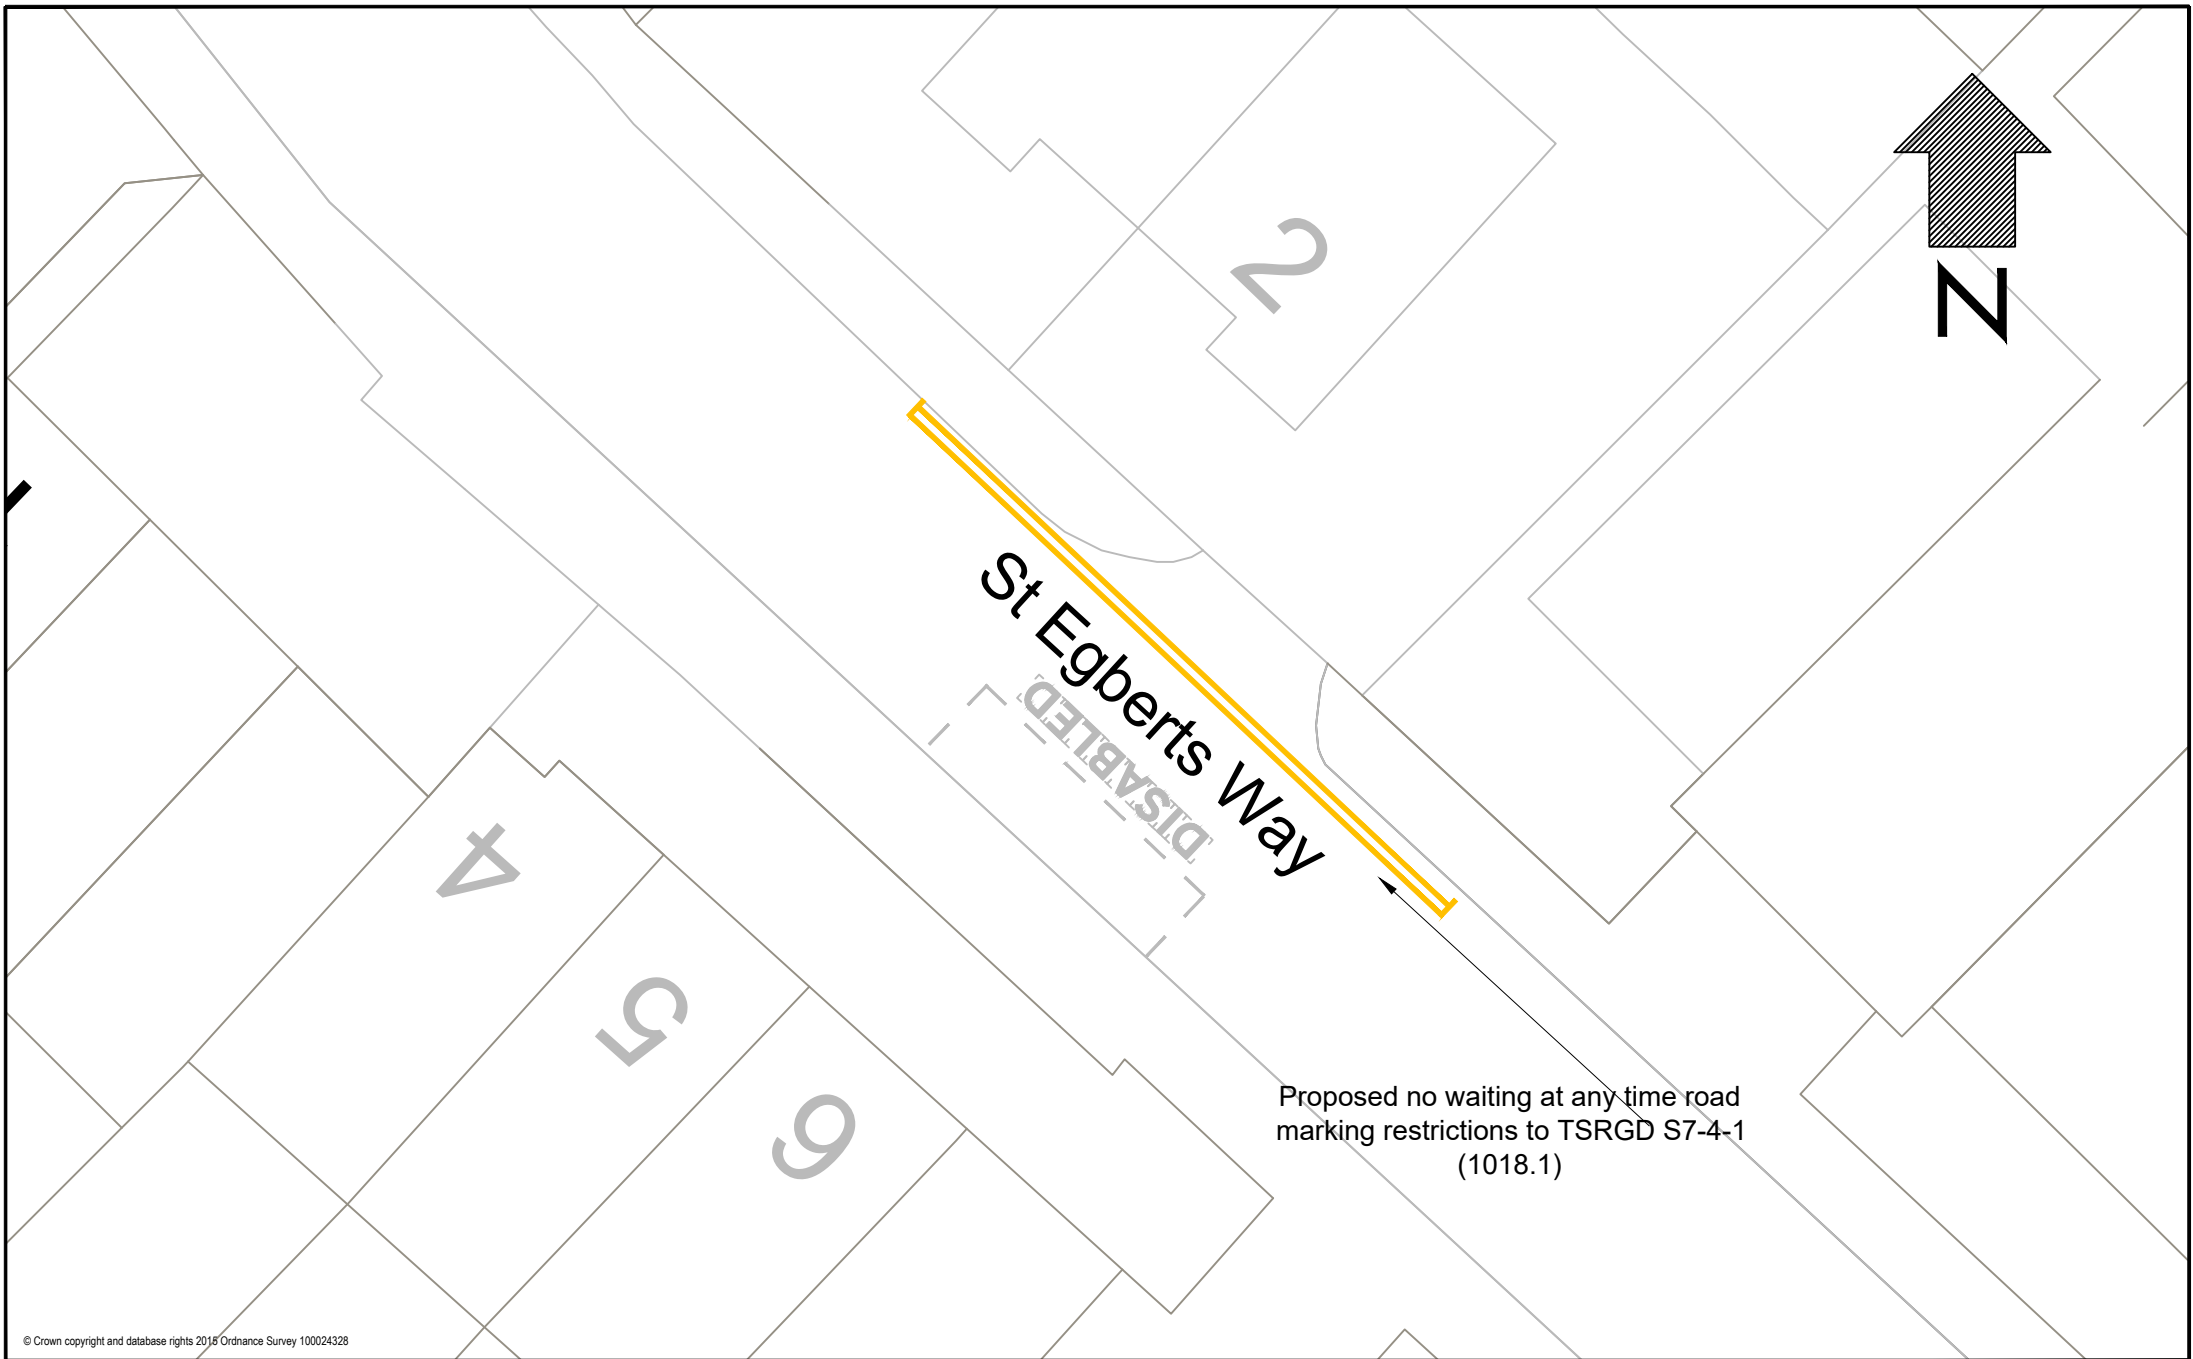 2
N
St Egberts Way
DISABLED
4
5
6
Proposed no waiting at any time road
marking restrictions to TSRGD S7-4-1
(1018.1)
© Crown copyright and database rights 2015 Ordnance Survey 100024328